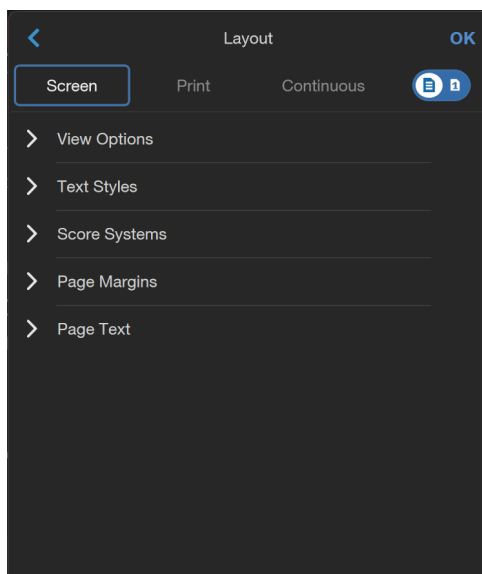 Layout OK
Screen Print Continuous
View Options
Text Styles
Score Systems
Page Margins
Page Text